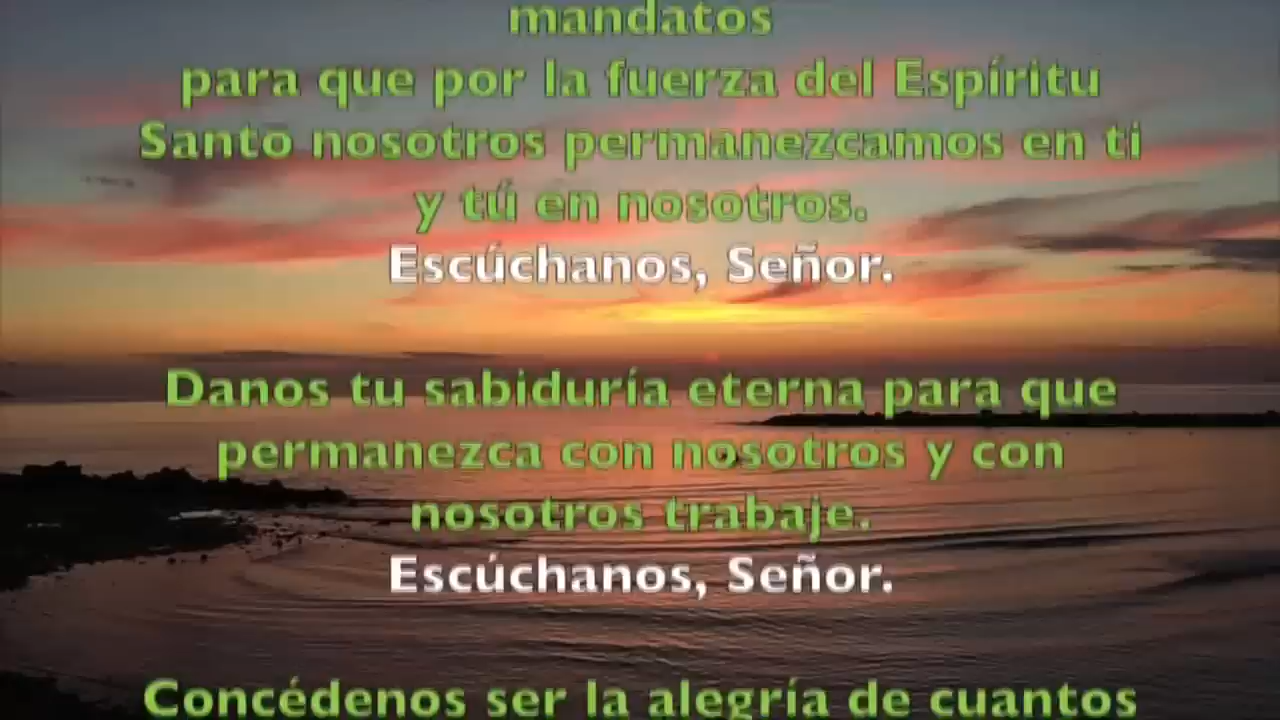 mandatos
para que por la fuerza del Espíritu
Santo nosotros permanezcamos en ti
y tú en nosotros.
Escúchanos, Señor.
Danos tu sabiduría eterna para que
permanezca con nosotros y con
nosotros trabaje.
Escúchanos, Señor.
Concédenos ser la alegría de cuantos